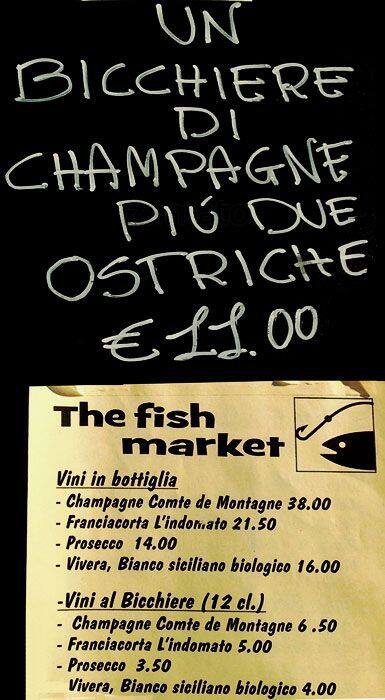 UN
BICCHIERE
DI
CHAMPAGNE
PIÚ DUE
OSTRICHE
€ 11.00
The fish
market
Vini in bottiglia
- Champagne Comte de Montagne 38.00
- Franciacorta L'indomato 21.50
- Prosecco 14.00
- Vivera, Bianco siciliano biologico 16.00
-Vini al Bicchiere (12 cl.)
- Champagne Comte de Montagne 6 .50
- Franciacorta L'indomato 5.00
- Prosecco 3.50
Vivera, Bianco siciliano biologico 4.00